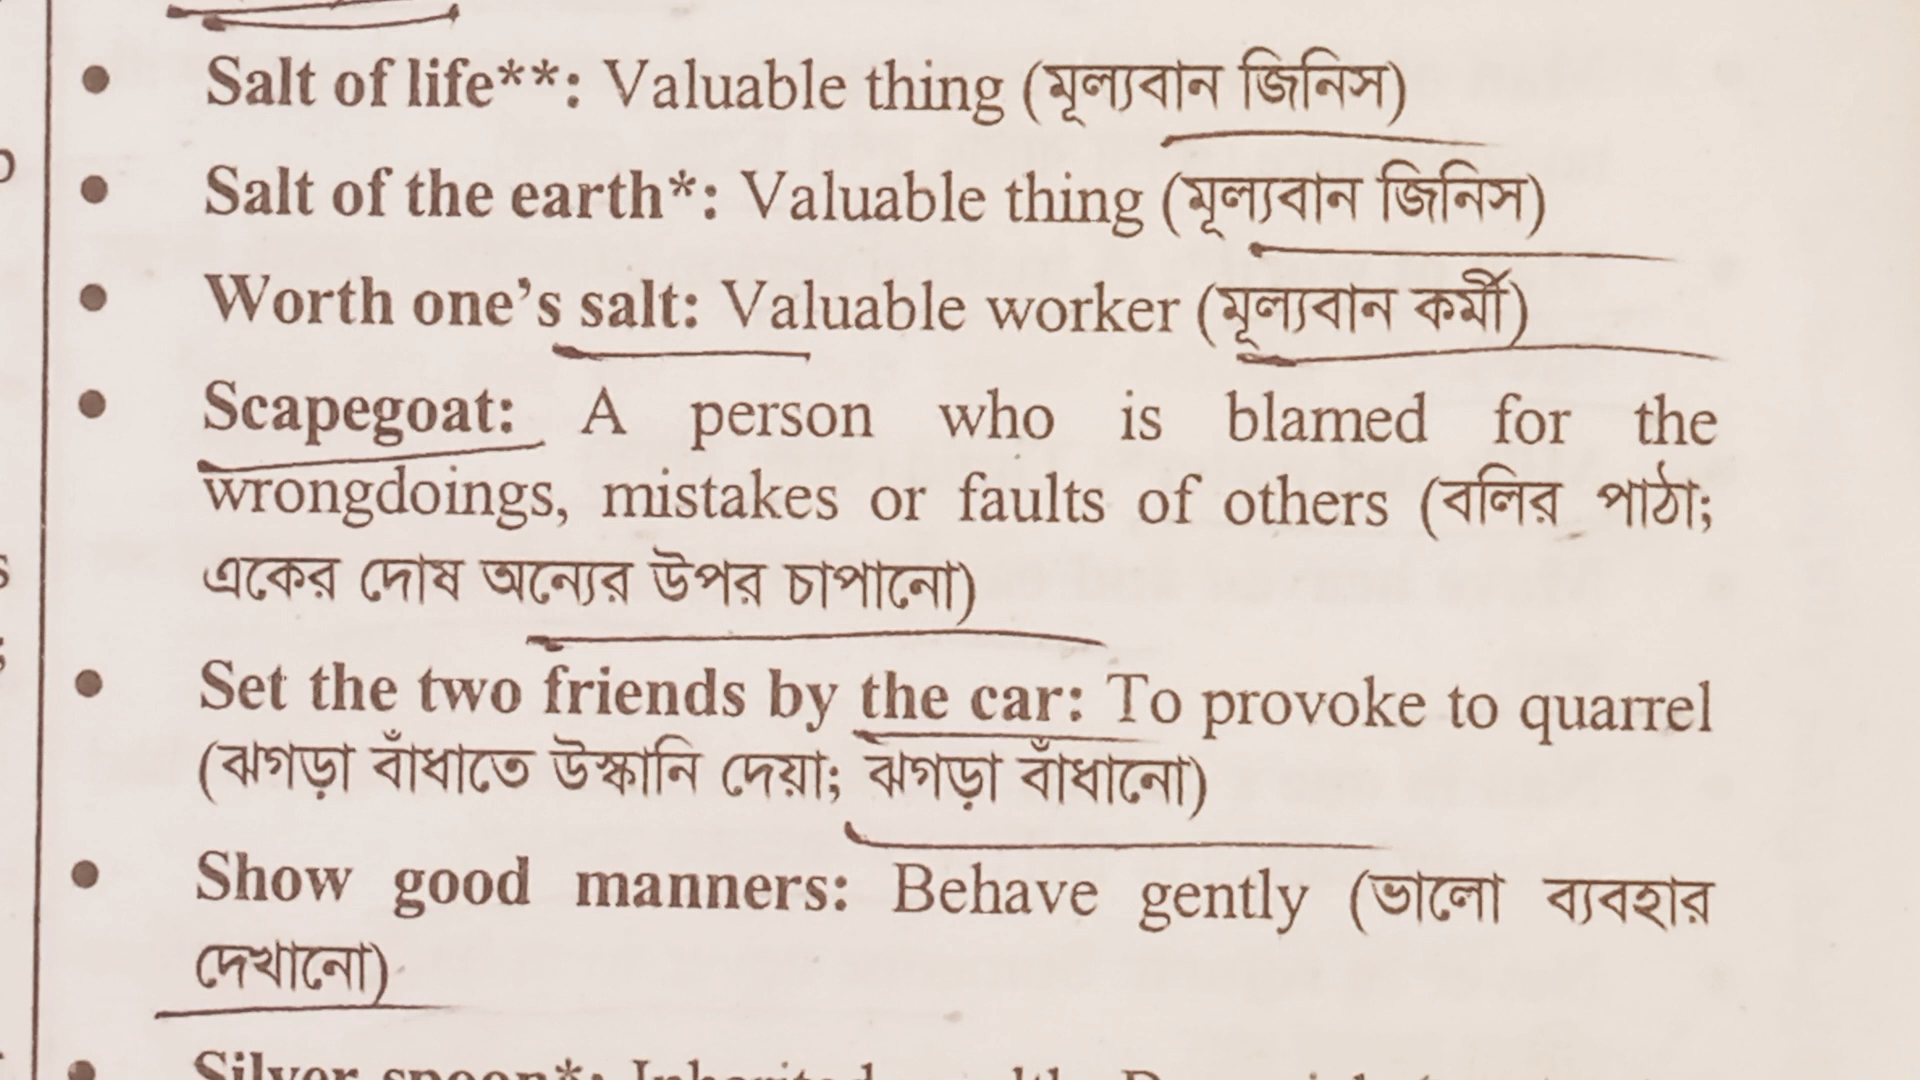 • Salt of life**: Valuable thing (মূল্যবান জিনিস)
• Salt of the earth*: Valuable thing (মূল্যবান জিনিস)
• Worth one’s salt: Valuable worker (মূল্যবান কর্মী)
• Scapegoat: A person who is blamed for the
wrongdoings, mistakes or faults of others (বলির পাঠা;
একের দোষ অন্যের উপর চাপানো)
• Set the two friends by the car: To provoke to quarrel
(ঝগড়া বাঁধাতে উস্কানি দেয়া; ঝগড়া বাঁধানো)
• Show good manners: Behave gently (ভালো ব্যবহার
দেখানো)
• Silver spoon*: Inherited